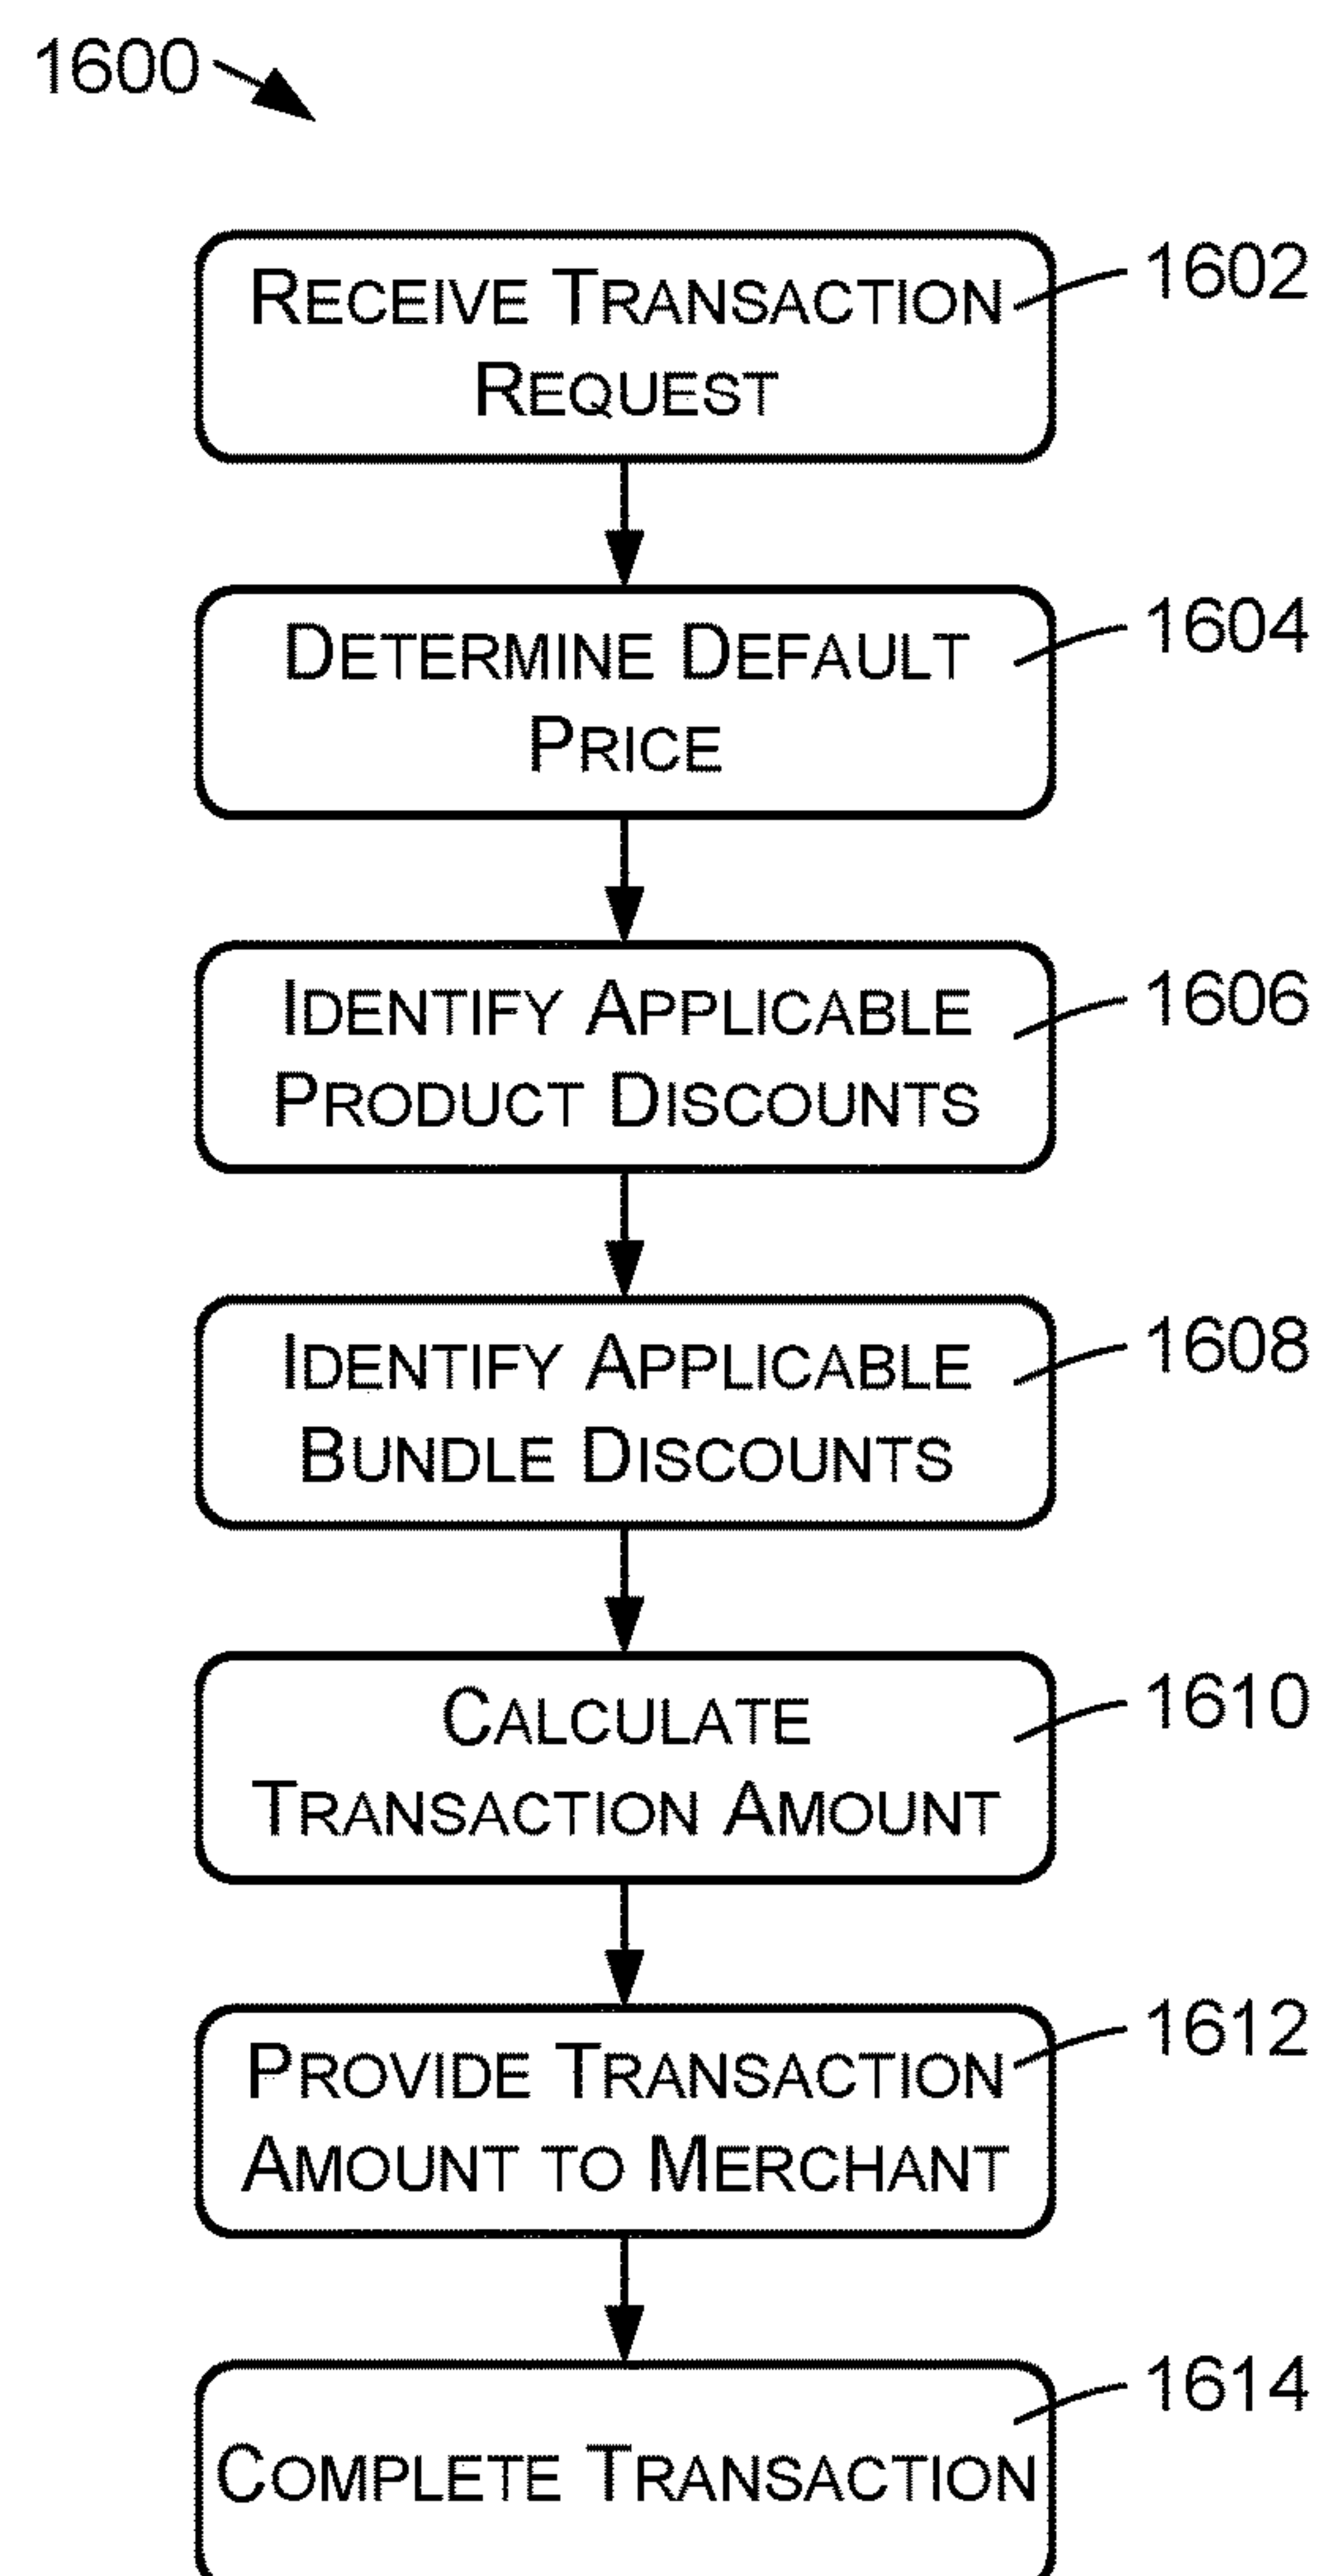 1600
RECEIVE TRANSACTION
REQUEST
1602
DETERMINE DEFAULT
PRICE
1604
IDENTIFY APPLICABLE
PRODUCT DISCOUNTS
1606
IDENTIFY APPLICABLE
BUNDLE DISCOUNTS
1608
CALCULATE
TRANSACTION AMOUNT
1610
PROVIDE TRANSACTION
AMOUNT TO MERCHANT
1612
COMPLETE TRANSACTION
1614